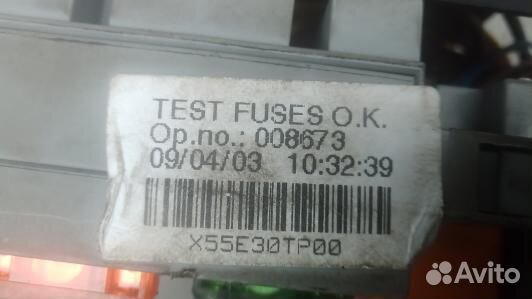 TEST FUSES O.K.
Op.no.: 008673
09/04/03 10:32:39
X55E30TP00
Avito